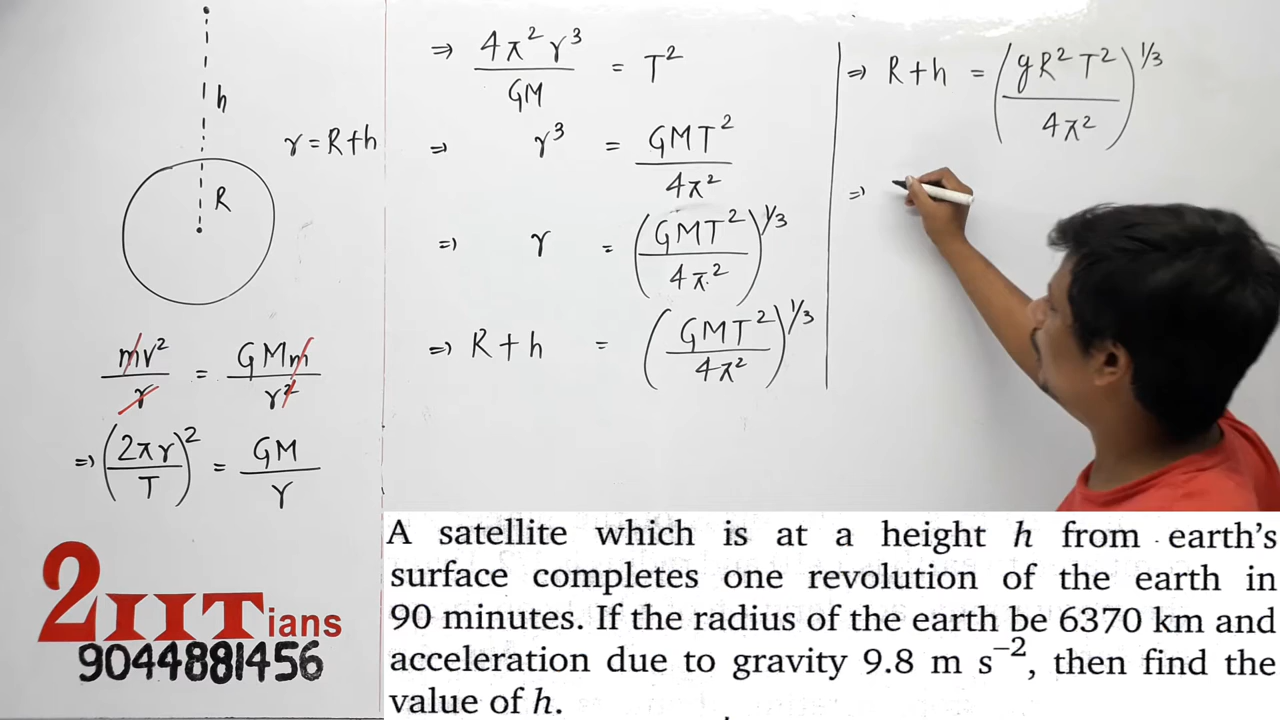 h
r = R+h
R
mv²/r = GMm/r²
⇒ (2πr/T)² = GM/r
⇒ 4π²r³/GM = T²
⇒ r³ = GMT²/4π²
⇒ r = (GMT²/4π²)^1/3
⇒ R+h = (GMT²/4π²)^1/3
⇒ R+h = (gR²T²/4π²)^1/3
⇒
2IITians
9044881456
A satellite which is at a height h from earth's
surface completes one revolution of the earth in
90 minutes. If the radius of the earth be 6370 km and
acceleration due to gravity 9.8 m s⁻², then find the
value of h.